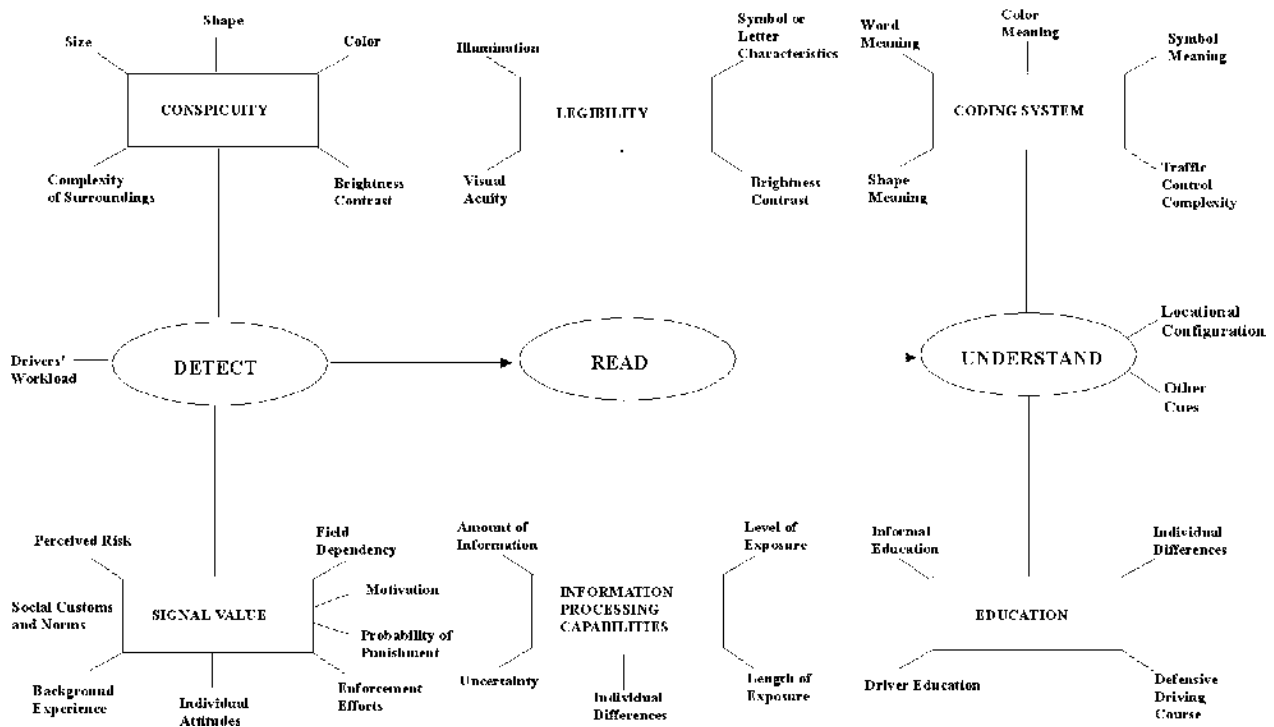 Size
Shape
Color
CONSPICUITY
Complexity
of Surroundings
Brightness
Contrast
Illumination
Symbol or
Letter
Characteristics
LEGIBILITY
Visual
Acuity
Brightness
Contrast
Word
Meaning
Color
Meaning
Symbol
Meaning
CODING SYSTEM
Shape
Meaning
Traffic
Control
Complexity
Drivers'
Workload
DETECT
READ
UNDERSTAND
Locational
Configuration
Other
Cues
Perceived Risk
Field
Dependency
Social Customs
and Norms
SIGNAL VALUE
Motivation
Probability of
Punishment
Background
Experience
Individual
Attitudes
Enforcement
Efforts
Amount of
Information
Level of
Exposure
INFORMATION
PROCESSING
CAPABILITIES
Uncertainty
Individual
Differences
Length of
Exposure
Informal
Education
Individual
Differences
EDUCATION
Driver Education
Defensive
Driving
Course